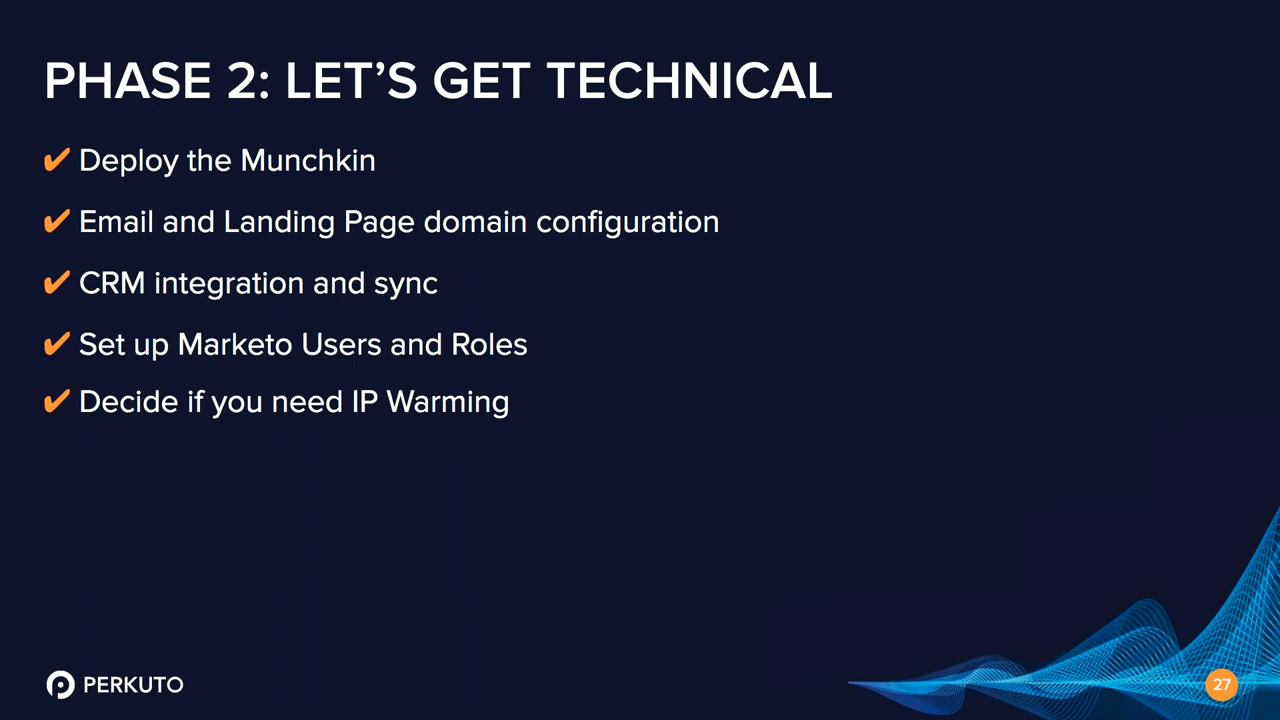 PHASE 2: LET’S GET TECHNICAL
✔ Deploy the Munchkin
✔ Email and Landing Page domain configuration
✔ CRM integration and sync
✔ Set up Marketo Users and Roles
✔ Decide if you need IP Warming
PERKUTO
27